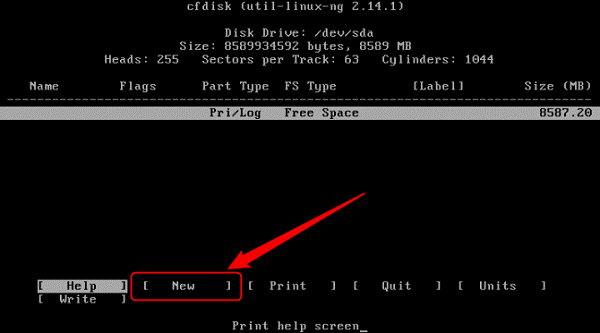 cfdisk (util-linux-ng 2.14.1)
Disk Drive: /dev/sda
Size: 8589934592 bytes, 8589 MB
Heads: 255 Sectors per Track: 63 Cylinders: 1044
Name Flags Part Type FS Type [Label] Size (MB)
Pri/Log Free Space 8587.20
[ Help ] [ New ] [ Print ] [ Quit ] [ Units ]
[ Write ]
Print help screen_